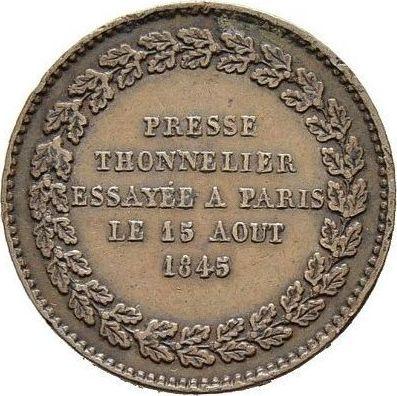 PRESSE
THONNELIER
ESSAYÉE A PARIS
LE 15 AOUT
1845